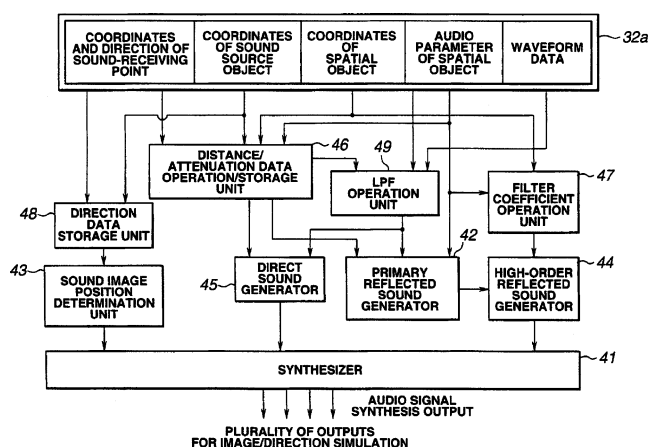 COORDINATES
AND DIRECTION OF
SOUND-RECEIVING
POINT
COORDINATES
OF SOUND
SOURCE
OBJECT
COORDINATES
OF
SPATIAL
OBJECT
AUDIO
PARAMETER
OF SPATIAL
OBJECT
WAVEFORM
DATA
32a
46
DISTANCE/
ATTENUATION DATA
OPERATION/STORAGE
UNIT
49
LPF
OPERATION
UNIT
47
FILTER
COEFFICIENT
OPERATION
UNIT
48
DIRECTION
DATA
STORAGE UNIT
43
SOUND IMAGE
POSITION
DETERMINATION
UNIT
45
DIRECT
SOUND
GENERATOR
42
PRIMARY
REFLECTED
SOUND
GENERATOR
44
HIGH-ORDER
REFLECTED
SOUND
GENERATOR
41
SYNTHESIZER
AUDIO SIGNAL
SYNTHESIS OUTPUT
PLURALITY OF OUTPUTS
FOR IMAGE/DIRECTION SIMULATION